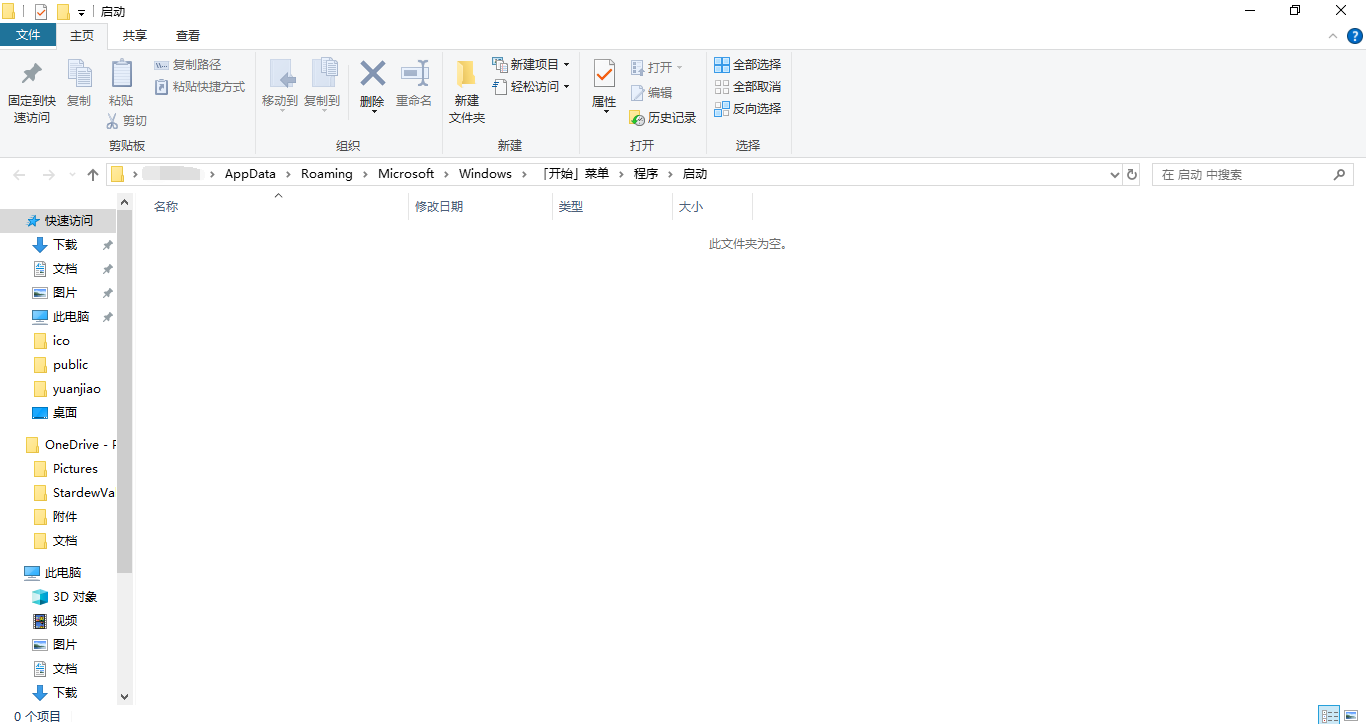 启动
文件 主页 共享 查看
固定到快速访问
复制
粘贴
复制路径
粘贴快捷方式
剪切
剪贴板
移动到
复制到
删除
重命名
组织
新建
文件夹
新建项目
轻松访问
新建
属性
打开
编辑
历史记录
打开
全部选择
全部取消
反向选择
选择
AppData › Roaming › Microsoft › Windows › 「开始」菜单 › 程序 › 启动
在 启动 中搜索
名称 修改日期 类型 大小
此文件夹为空。
快速访问
下载
文档
图片
此电脑
ico
public
yuanjiao
桌面
OneDrive - P
Pictures
StardewVa
附件
文档
此电脑
3D 对象
视频
图片
文档
下载
0 个项目